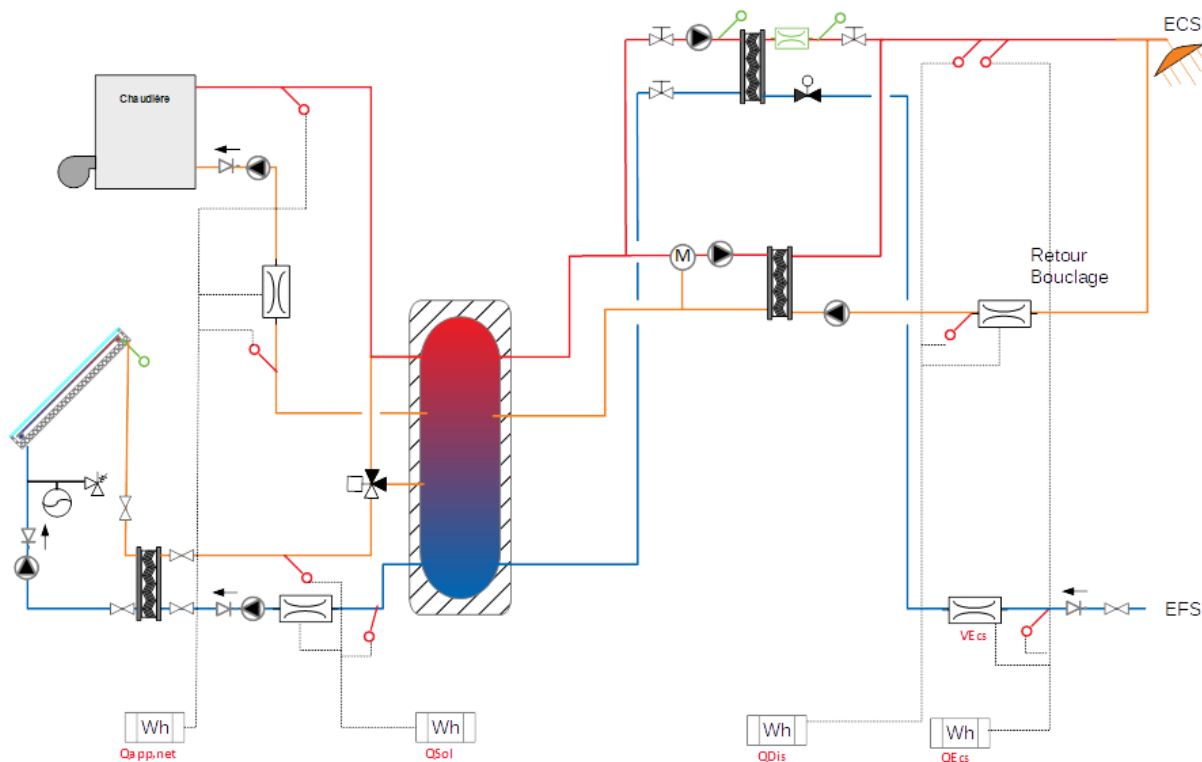 ECS
Chaudière
M
Retour
Bouclage
EFS
VEcs
Wh
Qapp,net
Wh
QSol
Wh
QDis
Wh
QEcs